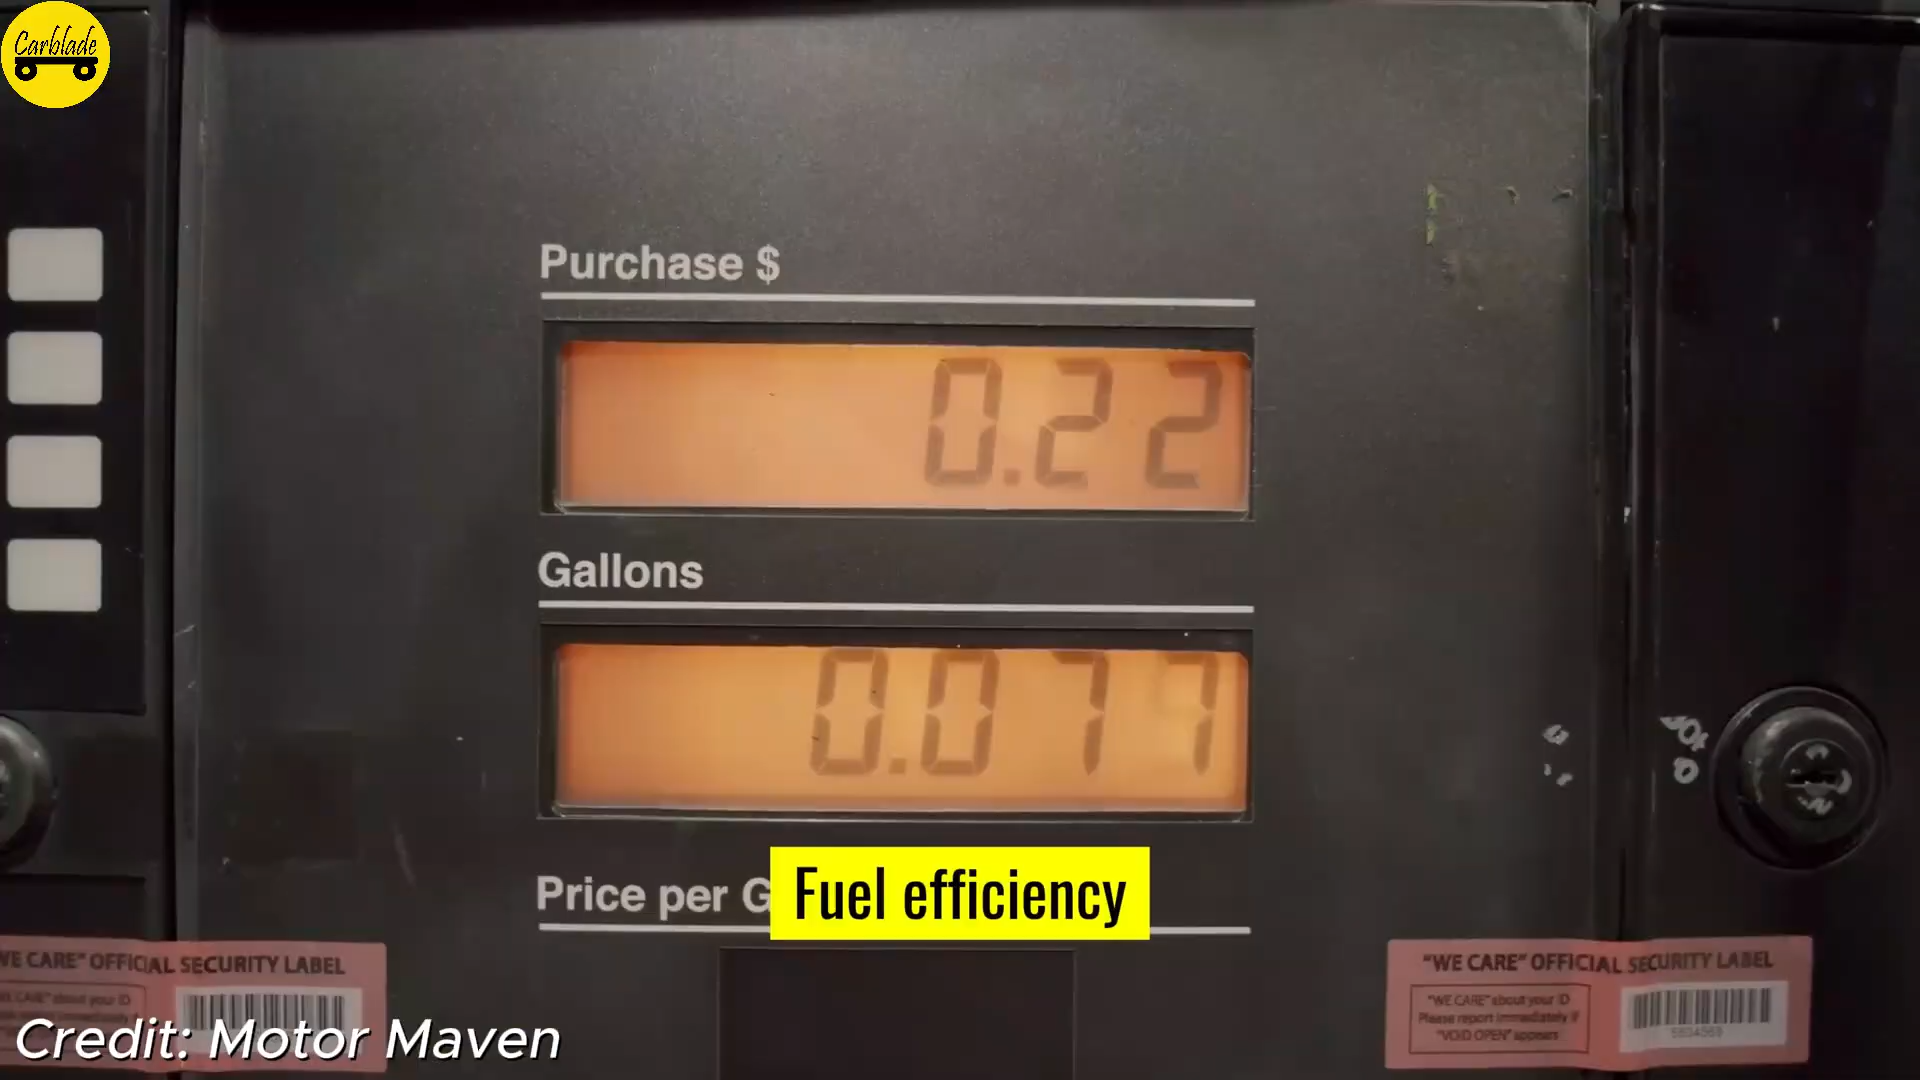 Carblade
Purchase $
0.22
Gallons
0.077
Price per G
Fuel efficiency
WE CARE" OFFICIAL SECURITY LABEL
"WE CARE" OFFICIAL SECURITY LABEL
"WE CARE" about your ID
Please report immediately if
"VOID OPEN" appears
Credit: Motor Maven